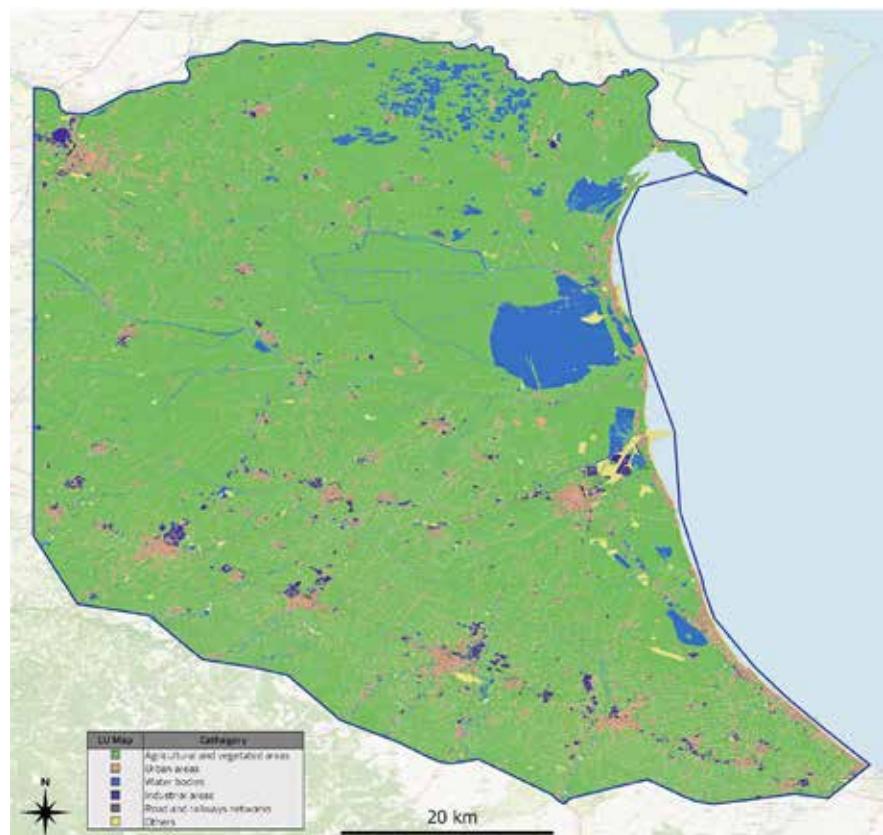 LU Map Cathegory
Agricultural and vegetated areas
Urban areas
Water bodies
Industrial areas
Road and railways networks
Others
N
20 km